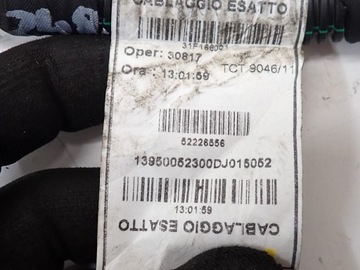 CABLAGGIO ESATTO
Oper: 30817
Ora : 13:01:59
TCT 9046/11
52226556
13950052300DJ015052
13:01:59
CABLAGGIO ESATTO